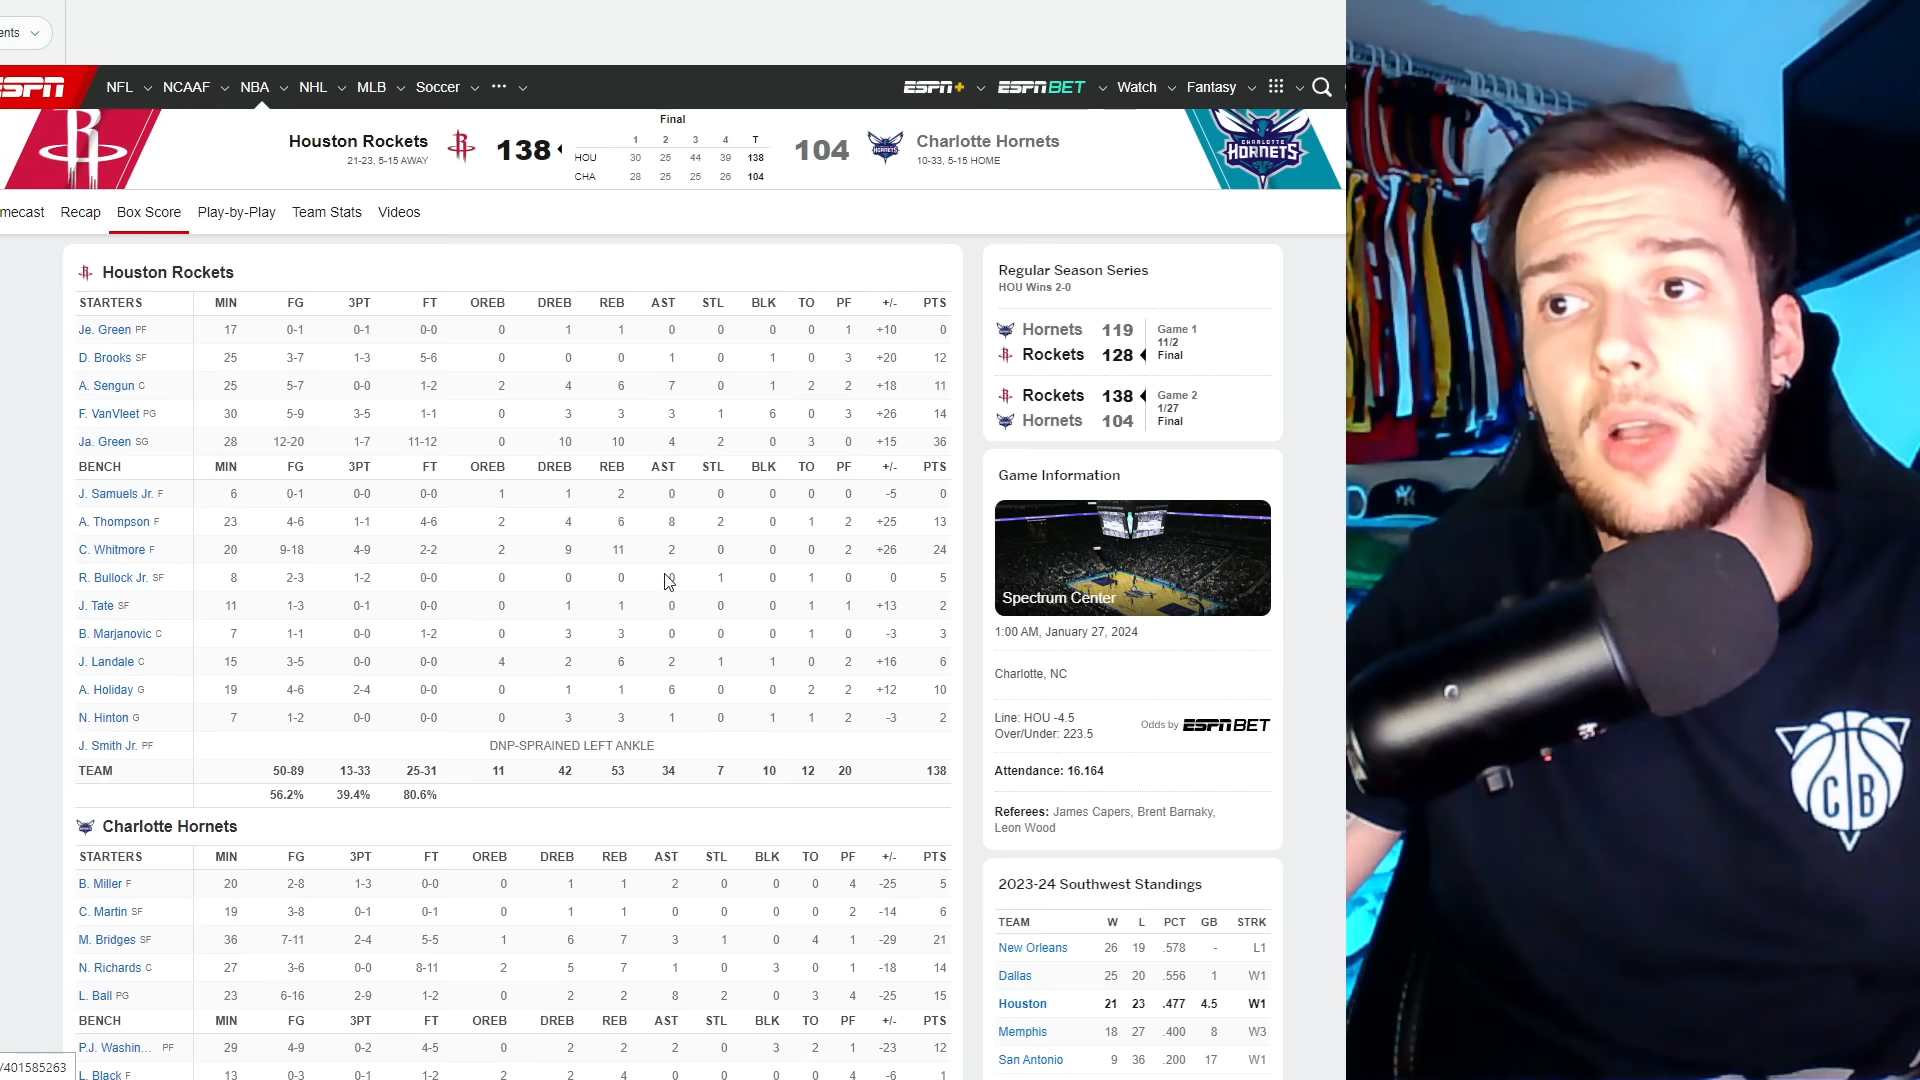 ents
ESPN NFL NCAAF NBA NHL MLB Soccer ESPN+ ESPN BET Watch Fantasy
Final
Houston Rockets 138 1 2 3 4 T 104 Charlotte Hornets
21-23, 5-15 AWAY HOU 30 25 44 39 138 10-33, 5-15 HOME
CHA 28 25 25 26 104
CHARLOTTE
HORNETS
mecast Recap Box Score Play-by-Play Team Stats Videos
Houston Rockets
STARTERS MIN FG 3PT FT OREB DREB REB AST STL BLK TO PF +/- PTS
Je. Green PF 17 0-1 0-1 0-0 0 1 1 0 0 0 0 1 +10 0
D. Brooks SF 25 3-7 1-3 5-6 0 0 0 1 0 1 0 3 +20 12
A. Sengun C 25 5-7 0-0 1-2 2 4 6 7 0 1 2 2 +18 11
F. VanVleet PG 30 5-9 3-5 1-1 0 3 3 3 1 6 0 3 +26 14
Ja. Green SG 28 12-20 1-7 11-12 0 10 10 4 2 0 3 0 +15 36
BENCH MIN FG 3PT FT OREB DREB REB AST STL BLK TO PF +/- PTS
J. Samuels Jr. F 6 0-1 0-0 0-0 1 1 2 0 0 0 0 0 -5 0
A. Thompson F 23 4-6 1-1 4-6 2 4 6 8 2 0 1 2 +25 13
C. Whitmore F 20 9-18 4-9 2-2 2 9 11 2 0 0 0 2 +26 24
R. Bullock Jr. SF 8 2-3 1-2 0-0 0 0 0 0 1 0 1 0 0 5
J. Tate SF 11 1-3 0-1 0-0 0 1 1 0 0 0 1 1 +13 2
B. Marjanovic C 7 1-1 0-0 1-2 0 3 3 0 0 0 1 0 -3 3
J. Landale C 15 3-5 0-0 0-0 4 2 6 2 1 1 0 2 +16 6
A. Holiday G 19 4-6 2-4 0-0 0 1 1 6 0 0 2 2 +12 10
N. Hinton G 7 1-2 0-0 0-0 0 3 3 1 0 1 1 2 -3 2
J. Smith Jr. PF DNP-SPRAINED LEFT ANKLE
TEAM 50-89 13-33 25-31 11 42 53 34 7 10 12 20 138
56.2% 39.4% 80.6%
Charlotte Hornets
STARTERS MIN FG 3PT FT OREB DREB REB AST STL BLK TO PF +/- PTS
B. Miller F 20 2-8 1-3 0-0 0 1 1 2 0 0 0 4 -25 5
C. Martin SF 19 3-8 0-1 0-1 0 1 1 0 0 0 0 2 -14 6
M. Bridges SF 36 7-11 2-4 5-5 1 6 7 3 1 0 4 1 -29 21
N. Richards C 27 3-6 0-0 8-11 2 5 7 1 0 3 0 1 -18 14
L. Ball PG 23 6-16 2-9 1-2 0 2 2 8 2 0 3 4 -25 15
BENCH MIN FG 3PT FT OREB DREB REB AST STL BLK TO PF +/- PTS
P.J. Washin... PF 29 4-9 0-2 4-5 0 2 2 2 0 3 2 1 -23 12
L. Black F 13 0-3 0-1 1-2 2 2 4 0 0 0 0 4 -6 1
/401585263
Regular Season Series
HOU Wins 2-0
Hornets 119 Game 1
11/2
Rockets 128 Final
Rockets 138 Game 2
1/27
Hornets 104 Final
Game Information
Spectrum Center
1:00 AM, January 27, 2024
Charlotte, NC
Line: HOU -4.5 Odds by ESPN BET
Over/Under: 223.5
Attendance: 16.164
Referees: James Capers, Brent Barnaky,
Leon Wood
2023-24 Southwest Standings
TEAM W L PCT GB STRK
New Orleans 26 19 .578 - L1
Dallas 25 20 .556 1 W1
Houston 21 23 .477 4.5 W1
Memphis 18 27 .400 8 W3
San Antonio 9 36 .200 17 W1
CB